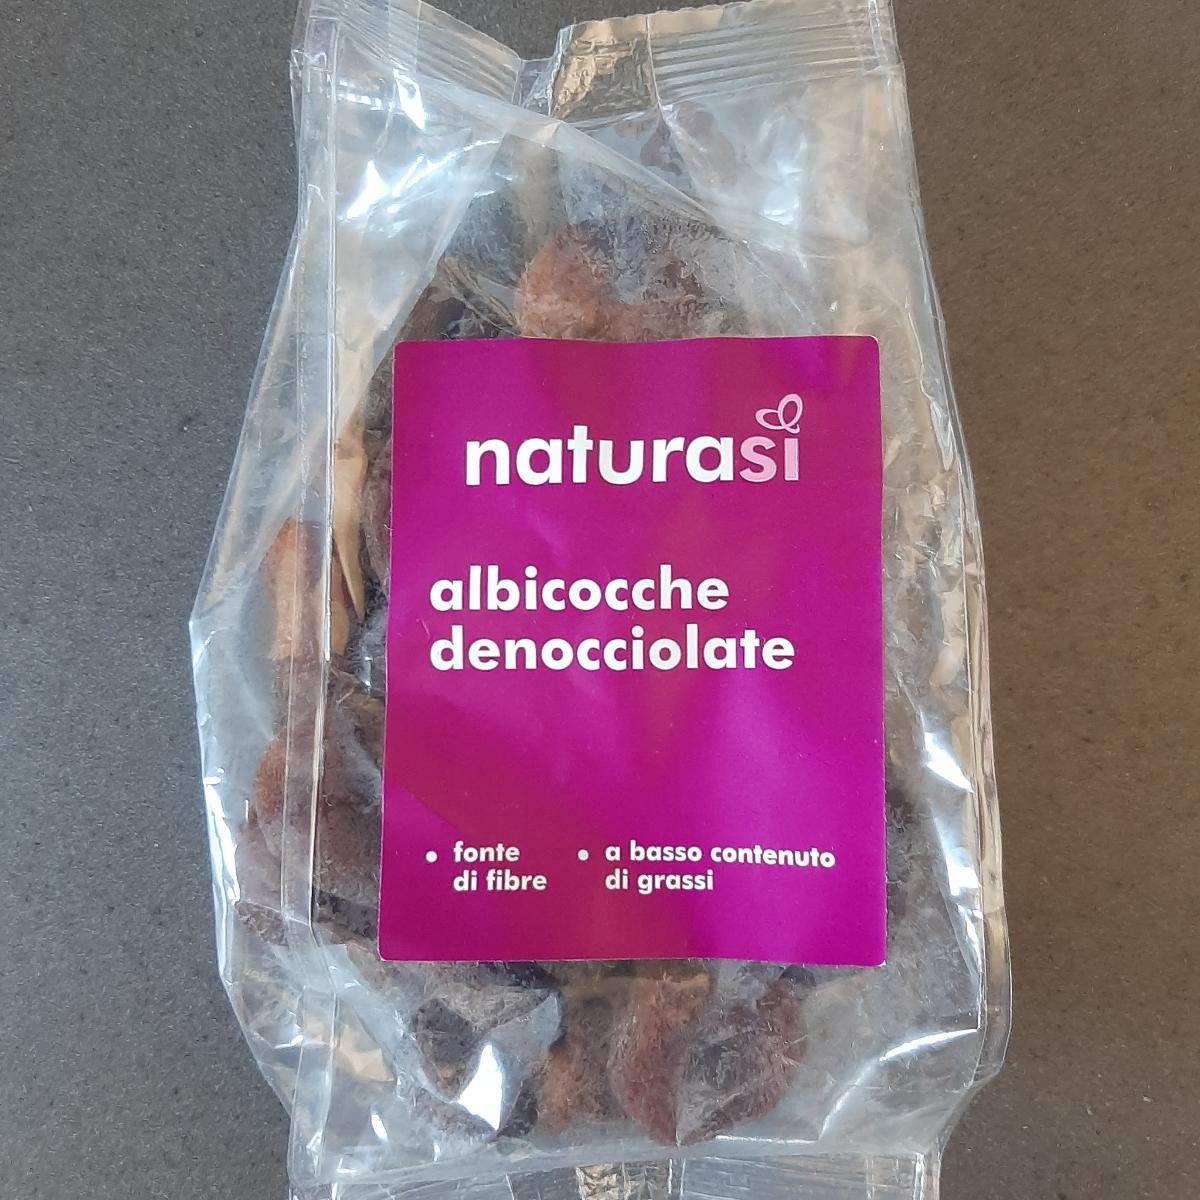 naturasì
albicocche
denocciolate
• fonte
di fibre
• a basso contenuto
di grassi